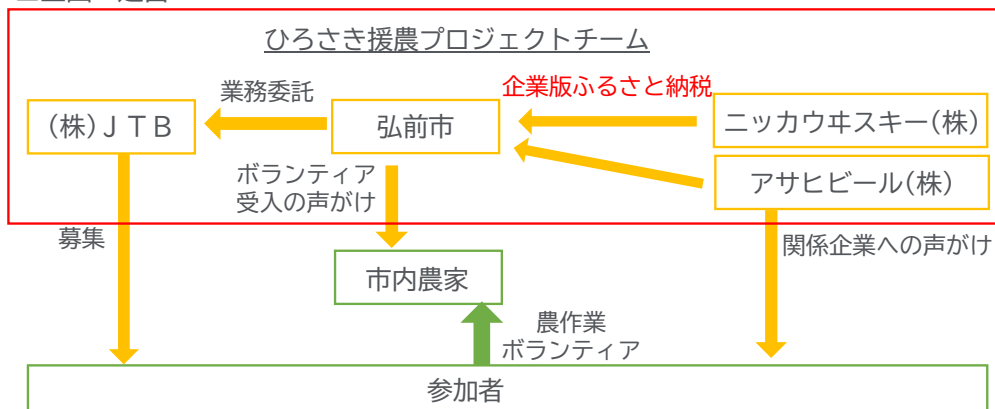 ひろさき援農プロジェクトチーム
業務委託
企業版ふるさと納税
(株)ＪＴＢ
弘前市
ニッカウヰスキー(株)
アサヒビール(株)
ボランティア
受入の声がけ
募集
関係企業への声がけ
市内農家
農作業
ボランティア
参加者